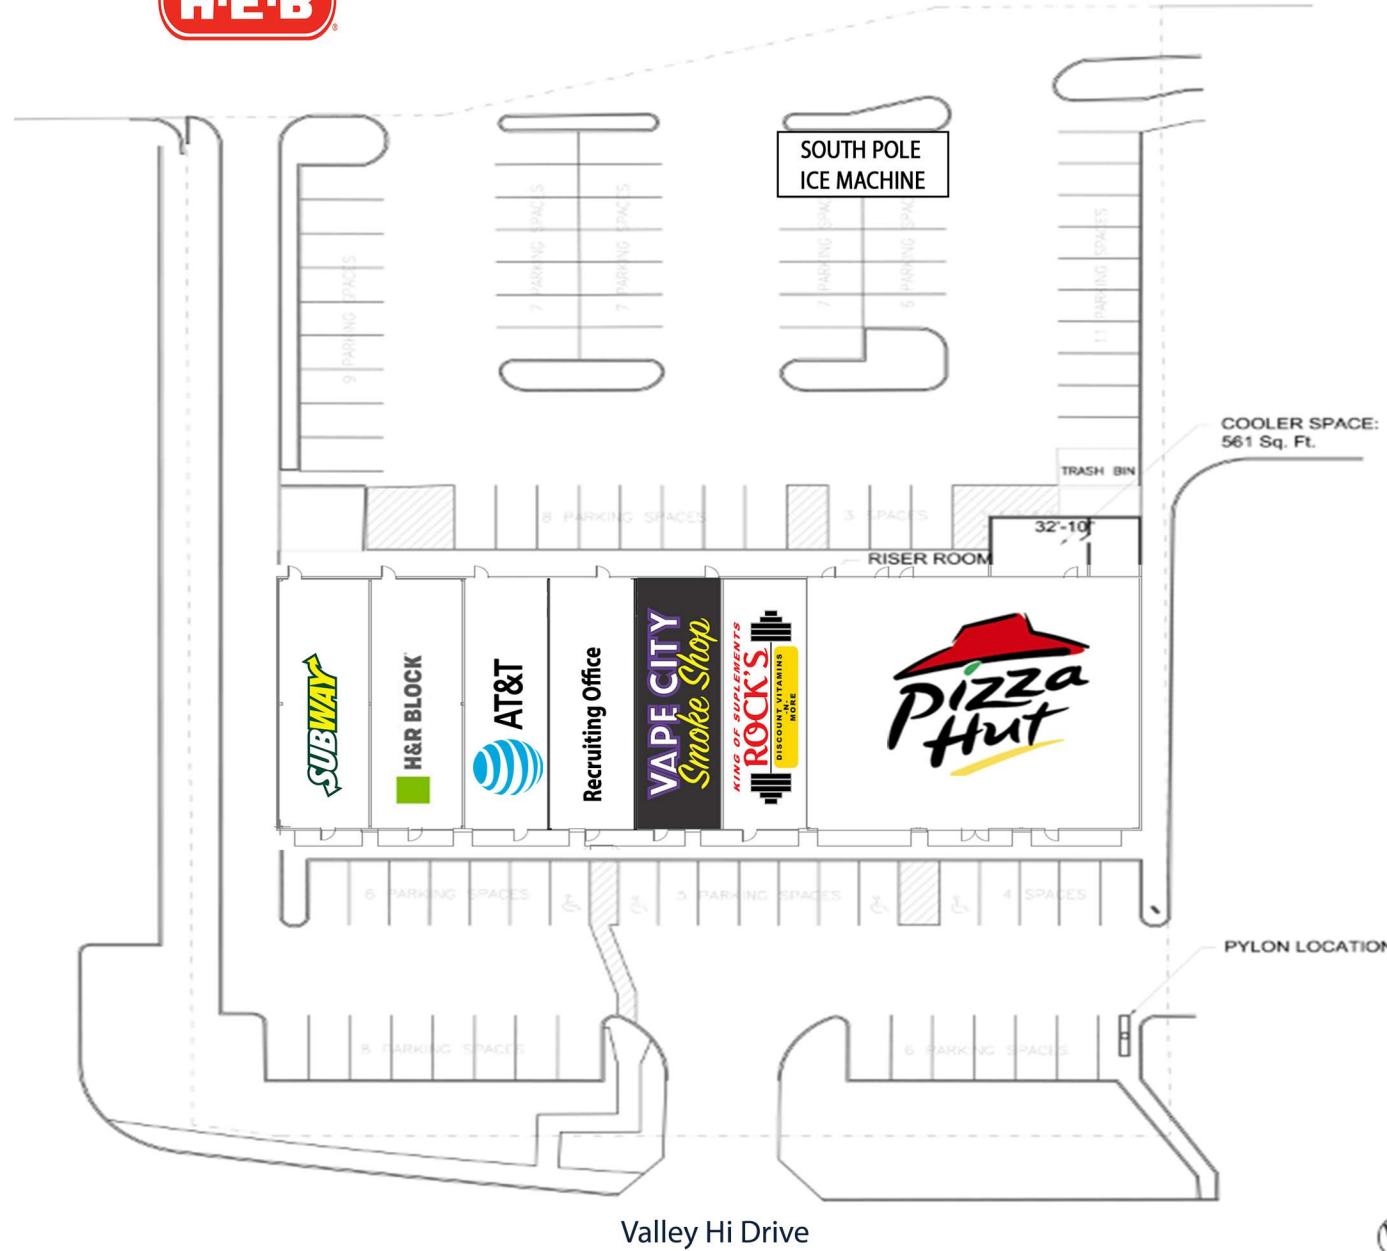 H-E-B
®
SOUTH POLE
ICE MACHINE
7 PARKING SPACES
7 PARKING SPACES
7 PARKING SPAC
6 PARKING SPACES
11 PARKING SPACES
9 PARKING SPACES
COOLER SPACE:
561 Sq. Ft.
TRASH BIN
8 PARKING SPACES
3 SPACES
32'-10"
RISER ROOM
SUBWAY
H&R BLOCK
AT&T
Recruiting Office
VAPE CITY
Smoke Shop
KING OF SUPLEMENTS
ROCK'S
DISCOUNT VITAMINS
-N-
MORE
Pizza
Hut
6 PARKING SPACES
5 PARKING SPACES
4 SPACES
PYLON LOCATION
8 PARKING SPACES
6 PARKING SPACES
Valley Hi Drive